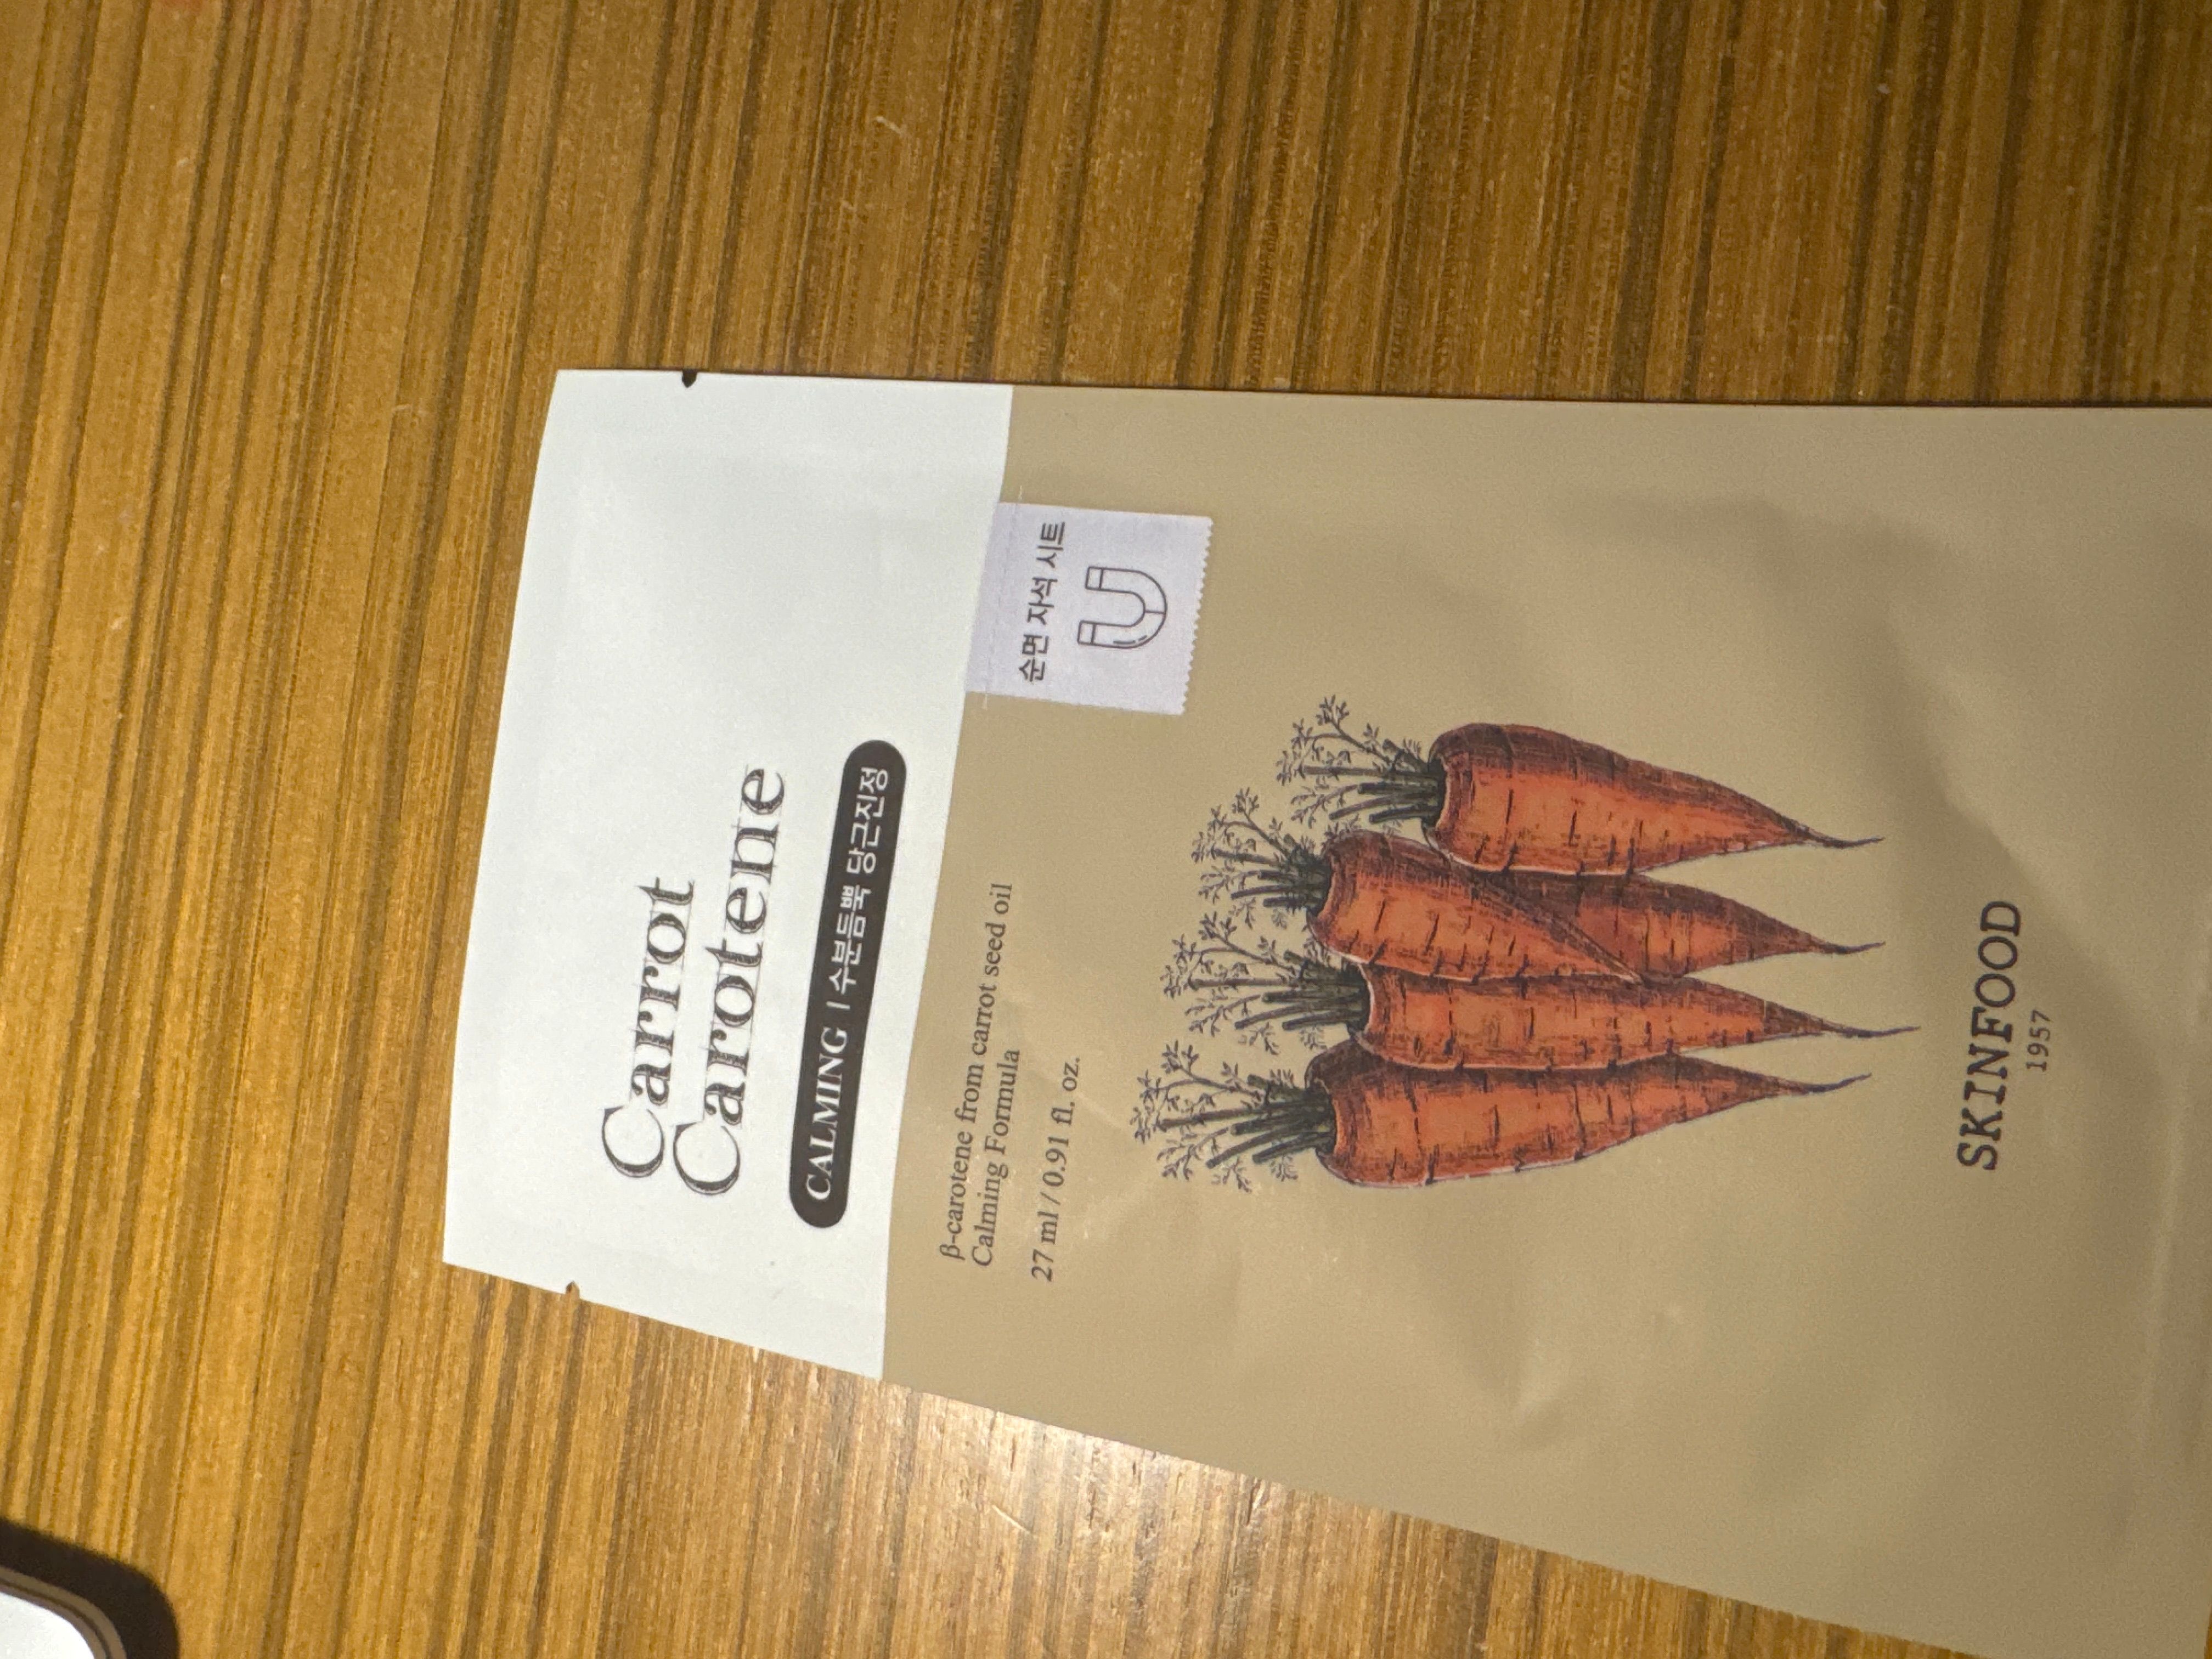 Carrot
Carotene
CALMING | 수분듬뿍 당근진정
순면 자석 시트
β-carotene from carrot seed oil
Calming Formula
27 ml / 0.91 fl. oz.
SKINFOOD
1957